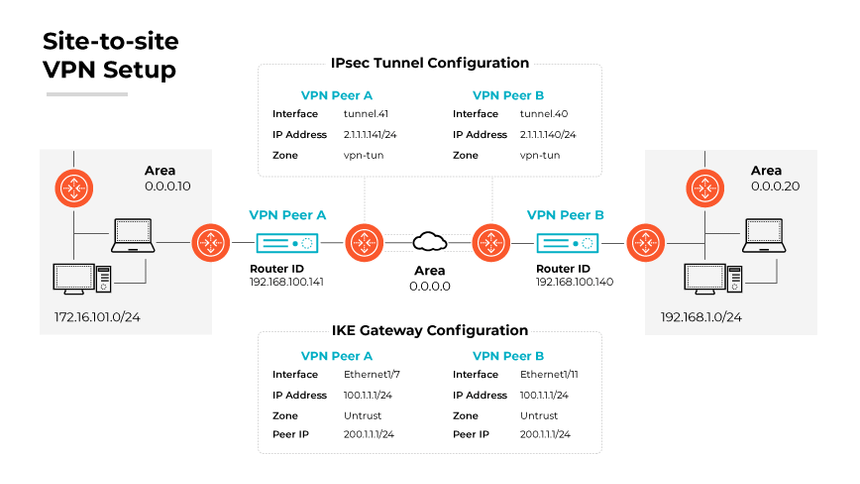 Site-to-site
VPN Setup
IPsec Tunnel Configuration
VPN Peer A
Interface tunnel.41
IP Address 2.1.1.1.141/24
Zone vpn-tun
VPN Peer B
Interface tunnel.40
IP Address 2.1.1.1.140/24
Zone vpn-tun
Area
0.0.0.10
172.16.101.0/24
VPN Peer A
Router ID
192.168.100.141
Area
0.0.0.0
VPN Peer B
Router ID
192.168.100.140
Area
0.0.0.20
192.168.1.0/24
IKE Gateway Configuration
VPN Peer A
Interface Ethernet1/7
IP Address 100.1.1.1/24
Zone Untrust
Peer IP 200.1.1.1/24
VPN Peer B
Interface Ethernet1/11
IP Address 100.1.1.1/24
Zone Untrust
Peer IP 200.1.1.1/24